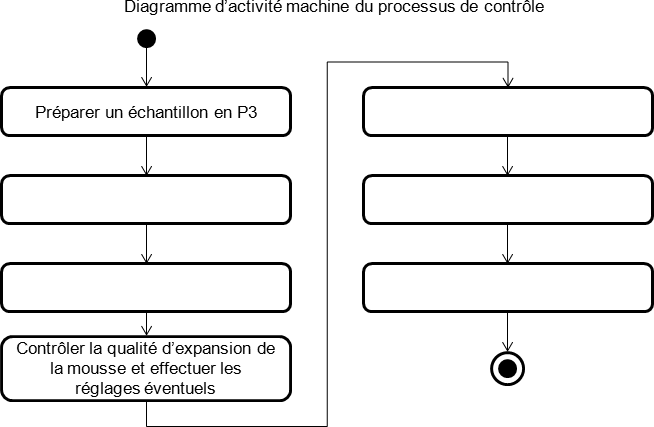 Diagramme d’activité machine du processus de contrôle
Préparer un échantillon en P3
Contrôler la qualité d’expansion de
la mousse et effectuer les
réglages éventuels